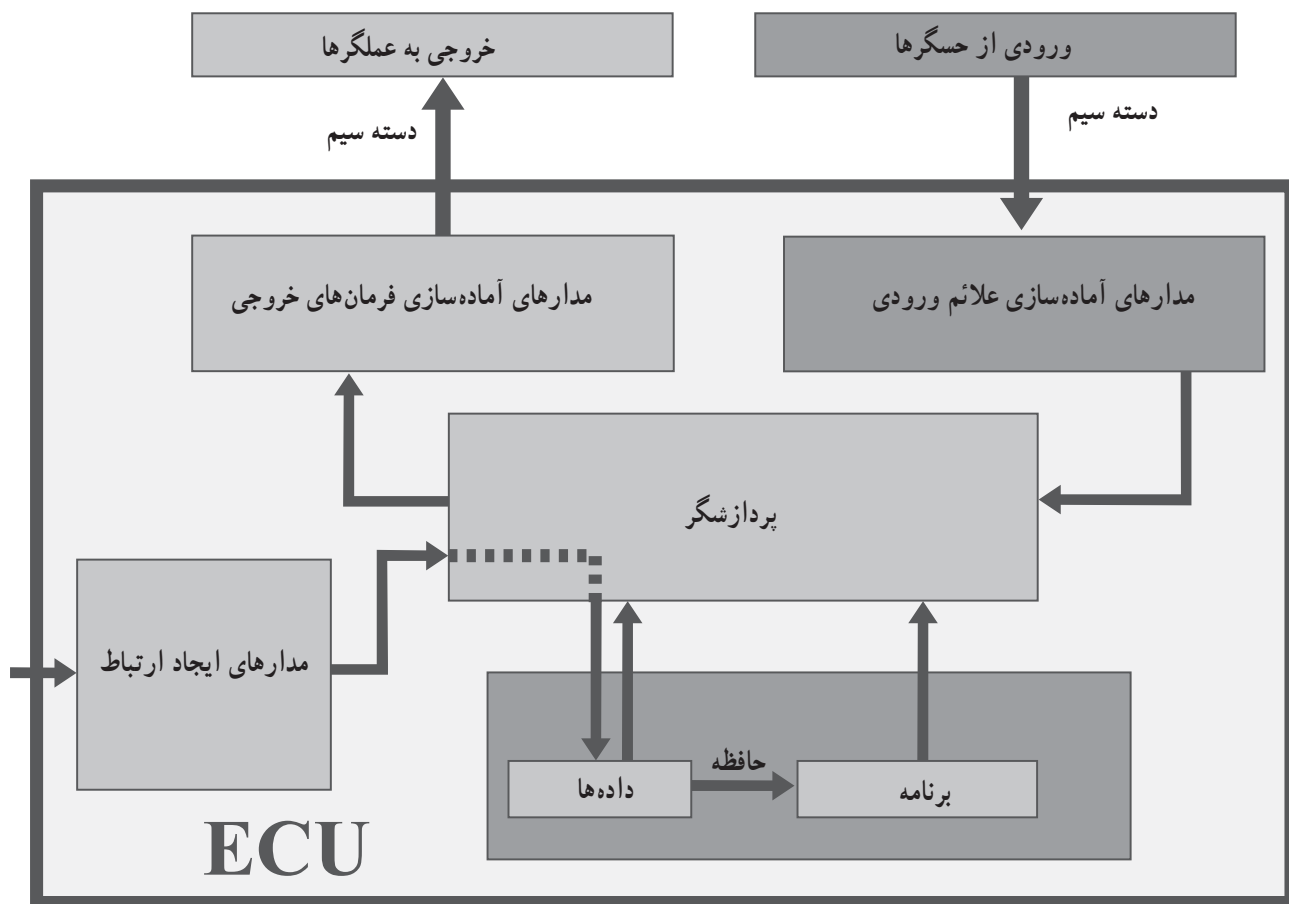 ورودی از حسگرها
خروجی به عملگرها
دسته سیم
دسته سیم
مدارهای آماده‌سازی علائم ورودی
مدارهای آماده‌سازی فرمان‌های خروجی
پردازشگر
مدارهای ایجاد ارتباط
حافظه
برنامه
داده‌ها
ECU